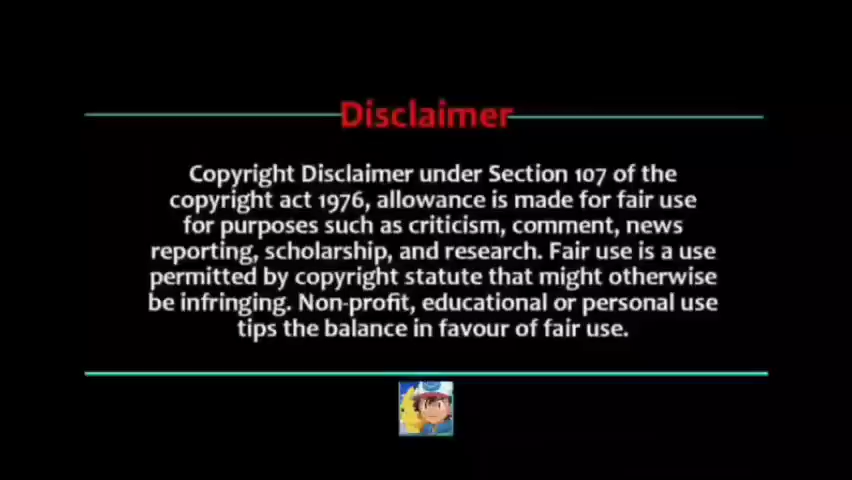 Disclaimer
Copyright Disclaimer under Section 107 of the
copyright act 1976, allowance is made for fair use
for purposes such as criticism, comment, news
reporting, scholarship, and research. Fair use is a use
permitted by copyright statute that might otherwise
be infringing. Non-profit, educational or personal use
tips the balance in favour of fair use.